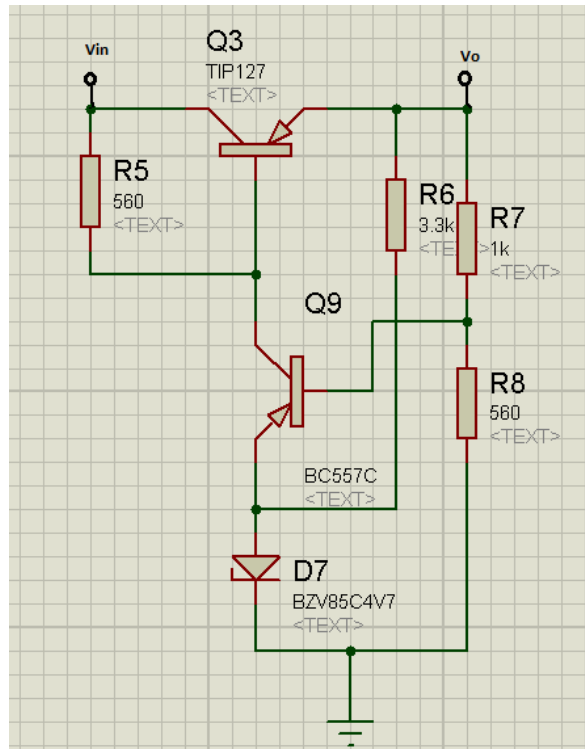 Vin
Q3
TIP127
<TEXT>
Vo
R5
560
<TEXT>
R6
3.3k
<TEXT>
R7
1k
<TEXT>
Q9
BC557C
<TEXT>
R8
560
<TEXT>
D7
BZV85C4V7
<TEXT>